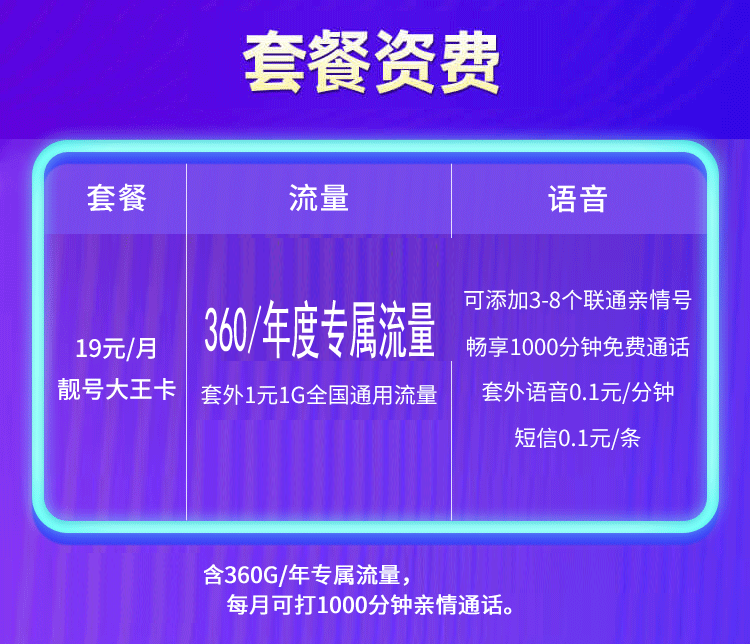 套餐资费
套餐
流量
语音
19元/月
靓号大王卡
360/年度专属流量
套外1元1G全国通用流量
可添加3-8个联通亲情号
畅享1000分钟免费通话
套外语音0.1元/分钟
短信0.1元/条
含360G/年专属流量，
每月可打1000分钟亲情通话。